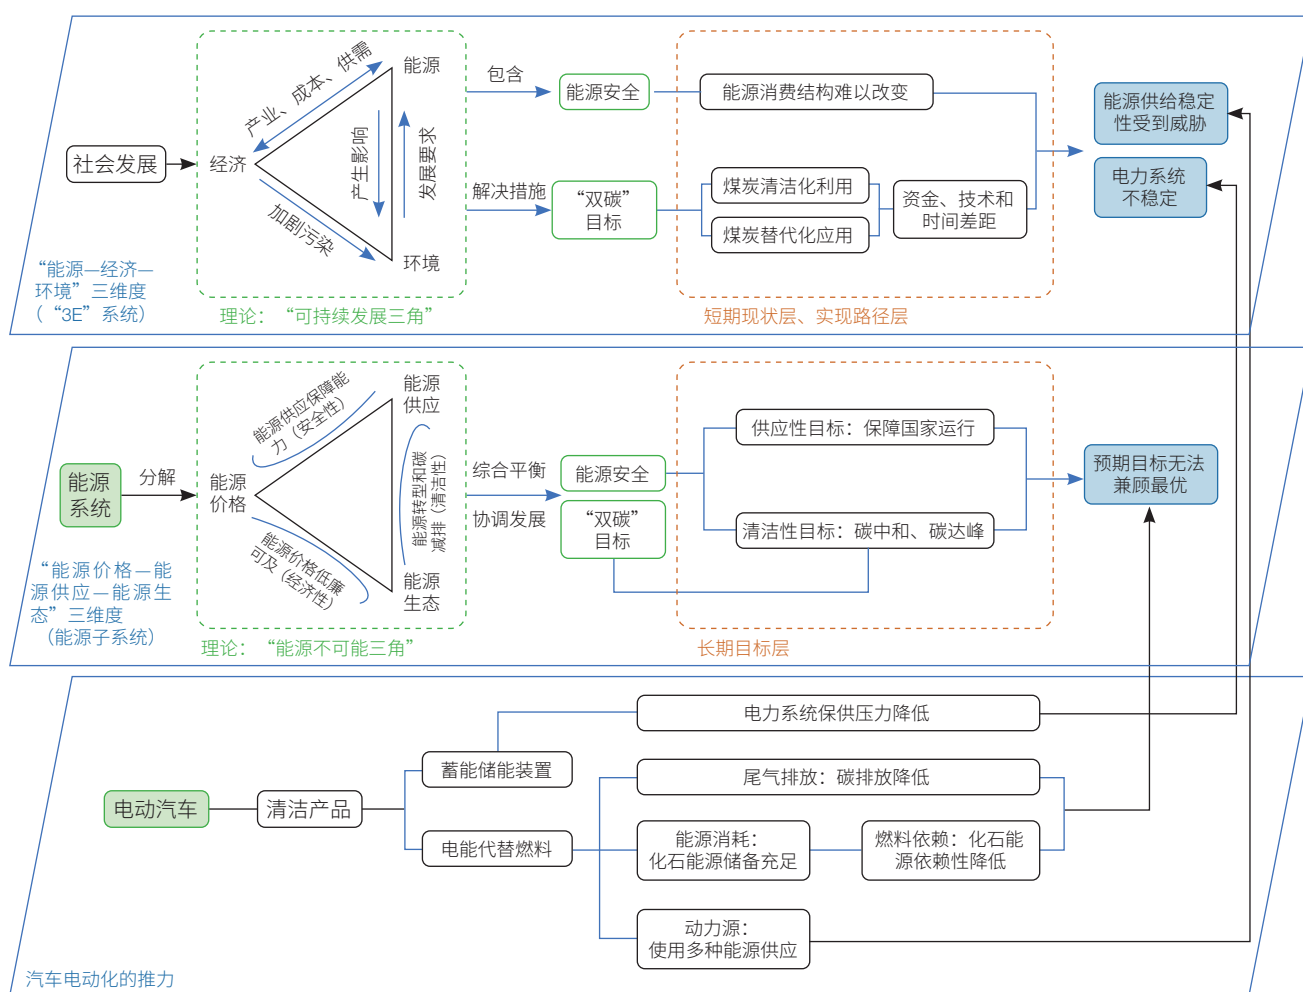 社会发展
经济
能源
环境
产业、成本、供需
产生影响
发展要求
加剧污染
包含
解决措施
能源安全
“双碳”
目标
能源消费结构难以改变
煤炭清洁化利用
煤炭替代化应用
资金、技术和
时间差距
能源供给稳定
性受到威胁
电力系统
不稳定
“能源—经济—
环境”三维度
（“3E”系统）
理论：“可持续发展三角”
短期现状层、实现路径层
能源
系统
分解
能源
价格
能源
供应
能源
生态
能源供应保障能
力（安全性）
能源转型和碳
减排（清洁性）
能源价格低廉
可及（经济性）
综合平衡
协调发展
能源安全
“双碳”
目标
供应性目标：保障国家运行
清洁性目标：碳中和、碳达峰
预期目标无法
兼顾最优
“能源价格—能
源供应—能源生
态”三维度
（能源子系统）
理论：“能源不可能三角”
长期目标层
电动汽车
清洁产品
蓄能储能装置
电能代替燃料
电力系统保供压力降低
尾气排放：碳排放降低
能源消耗：
化石能源储备充足
燃料依赖：化石能
源依赖性降低
动力源：
使用多种能源供应
汽车电动化的推力